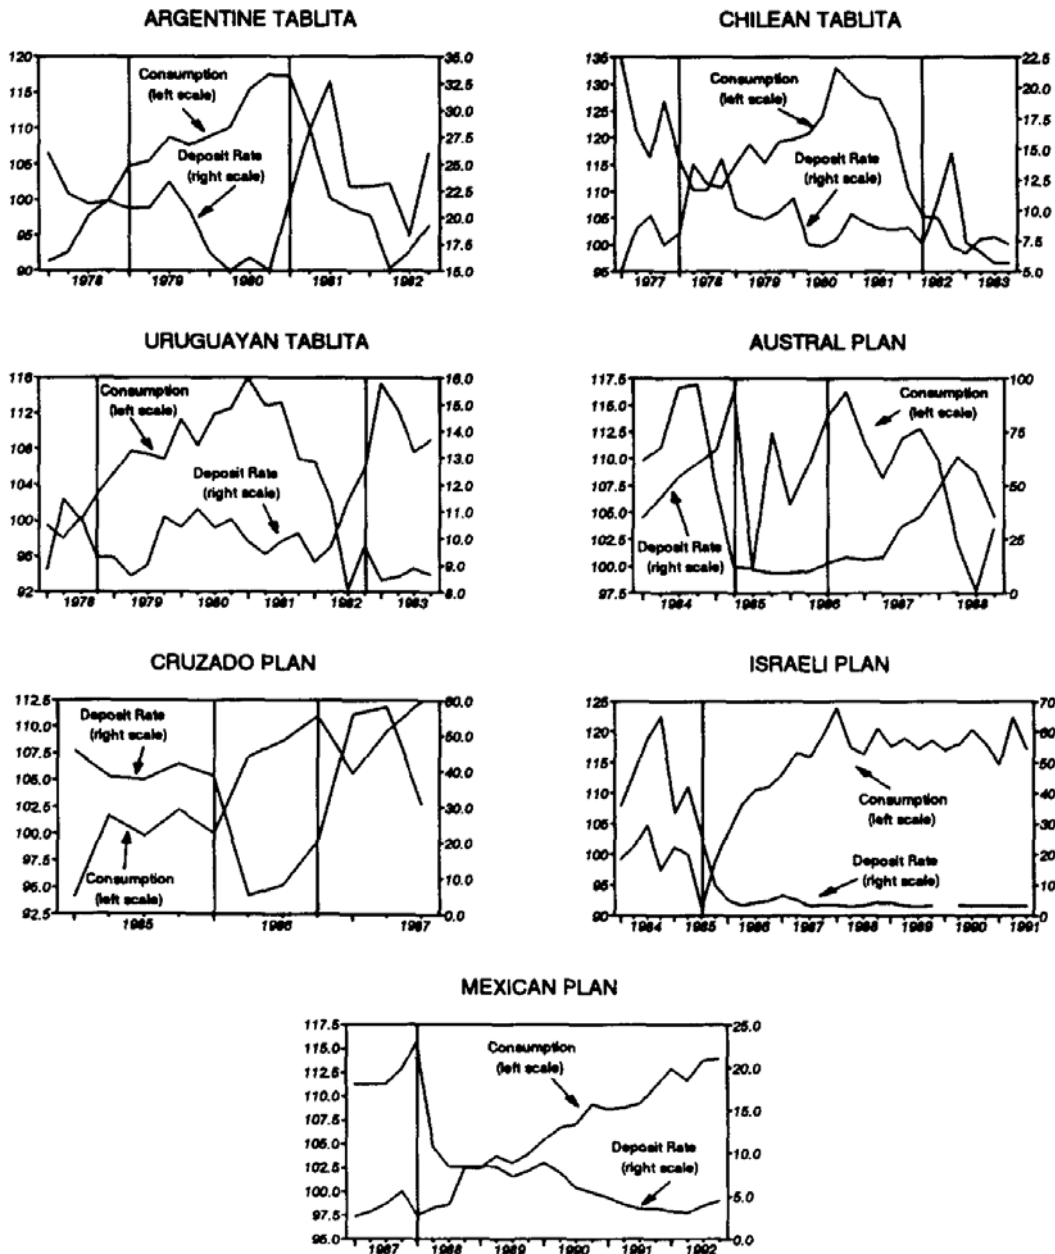 ARGENTINE TABLITA
120
115
110
105
100
95
90
Consumption
(left scale)
Deposit Rate
(right scale)
35.0
32.5
30.0
27.5
25.0
22.5
20.0
17.5
15.0
1978 1979 1980 1981 1982
CHILEAN TABLITA
135
130
125
120
115
110
105
100
95
Consumption
(left scale)
Deposit Rate
(right scale)
22.5
20.0
17.5
15.0
12.5
10.0
7.5
5.0
1977 1978 1979 1980 1981 1982 1983
URUGUAYAN TABLITA
116
112
108
104
100
96
92
Consumption
(left scale)
Deposit Rate
(right scale)
16.0
15.0
14.0
13.0
12.0
11.0
10.0
9.0
8.0
1978 1979 1980 1981 1982 1983
AUSTRAL PLAN
117.5
115.0
112.5
110.0
107.5
105.0
102.5
100.0
97.5
Consumption
(left scale)
Deposit Rate
(right scale)
100
75
50
25
0
1984 1985 1986 1987 1988
CRUZADO PLAN
112.5
110.0
107.5
105.0
102.5
100.0
97.5
95.0
92.5
Deposit Rate
(right scale)
Consumption
(left scale)
60.0
50.0
40.0
30.0
20.0
10.0
0.0
1985 1986 1987
ISRAELI PLAN
125
120
115
110
105
100
95
90
Consumption
(left scale)
Deposit Rate
(right scale)
70
60
50
40
30
20
10
0
1984 1985 1986 1987 1988 1989 1990 1991
MEXICAN PLAN
117.5
115.0
112.5
110.0
107.5
105.0
102.5
100.0
97.5
95.0
Consumption
(left scale)
Deposit Rate
(right scale)
25.0
20.0
15.0
10.0
5.0
0.0
1987 1988 1989 1990 1991 1992